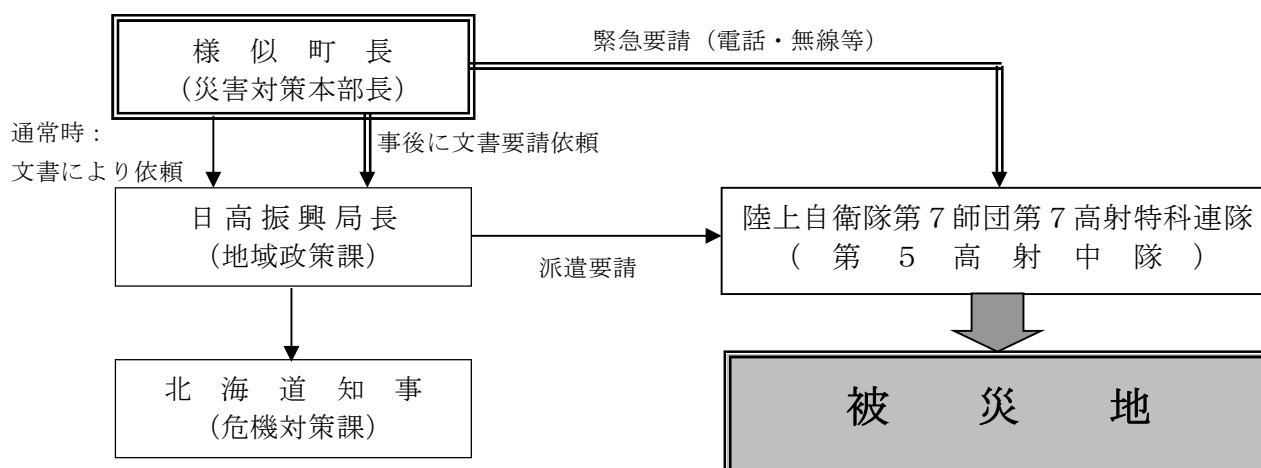 様似町長
(災害対策本部長)
緊急要請（電話・無線等）
通常時：
文書により依頼
事後に文書要請依頼
日高振興局長
(地域政策課)
派遣要請
陸上自衛隊第７師団第７高射特科連隊
(第５高射中隊)
北海道知事
(危機対策課)
被災地